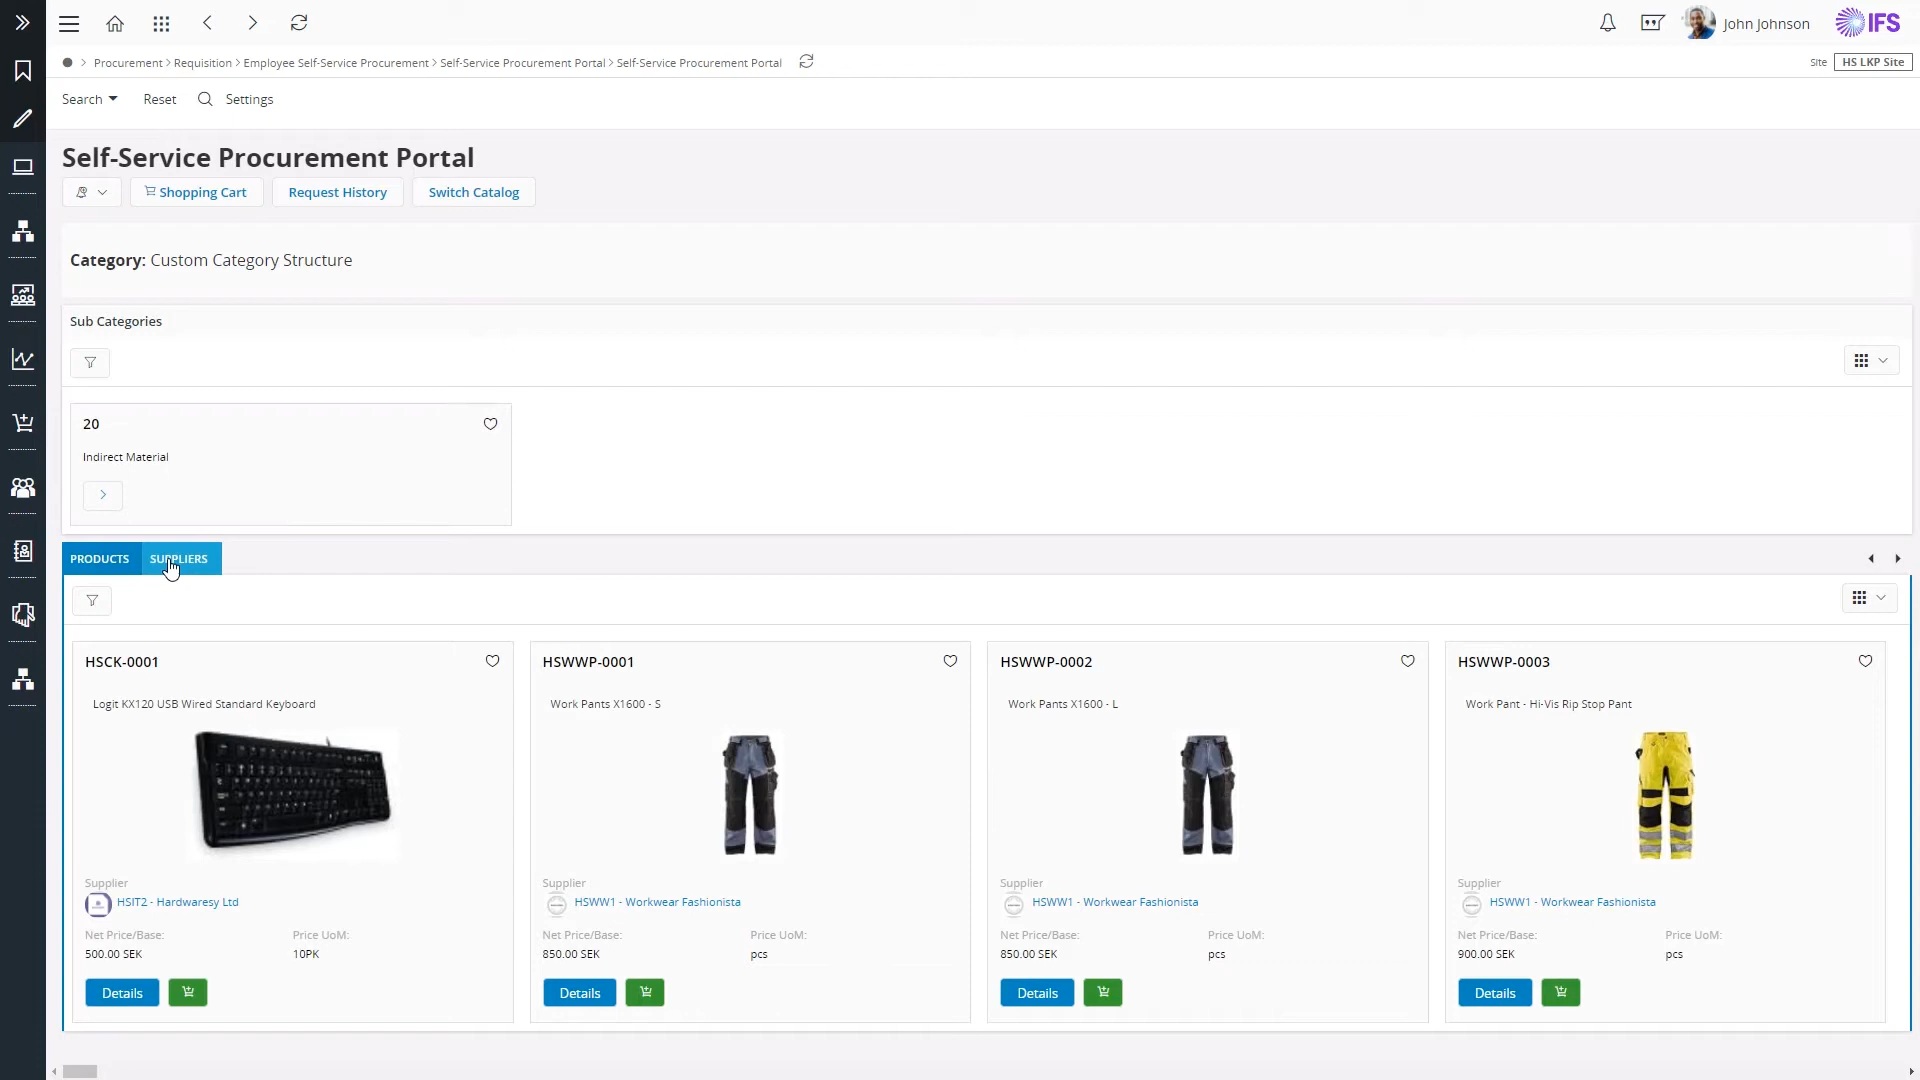 John Johnson
IFS
Procurement > Requisition > Employee Self-Service Procurement > Self-Service Procurement Portal > Self-Service Procurement Portal
Site HS LKP Site
Search Reset Settings
Self-Service Procurement Portal
Shopping Cart Request History Switch Catalog
Category: Custom Category Structure
Sub Categories
20
Indirect Material
PRODUCTS SUPPLIERS
HSCK-0001
Logit KX120 USB Wired Standard Keyboard
Supplier
HSIT2 - Hardwaresy Ltd
Net Price/Base: Price UoM:
500.00 SEK 10PK
Details
HSWWP-0001
Work Pants X1600 - S
Supplier
HSWW1 - Workwear Fashionista
Net Price/Base: Price UoM:
850.00 SEK pcs
Details
HSWWP-0002
Work Pants X1600 - L
Supplier
HSWW1 - Workwear Fashionista
Net Price/Base: Price UoM:
850.00 SEK pcs
Details
HSWWP-0003
Work Pant - Hi-Vis Rip Stop Pant
Supplier
HSWW1 - Workwear Fashionista
Net Price/Base: Price UoM:
900.00 SEK pcs
Details